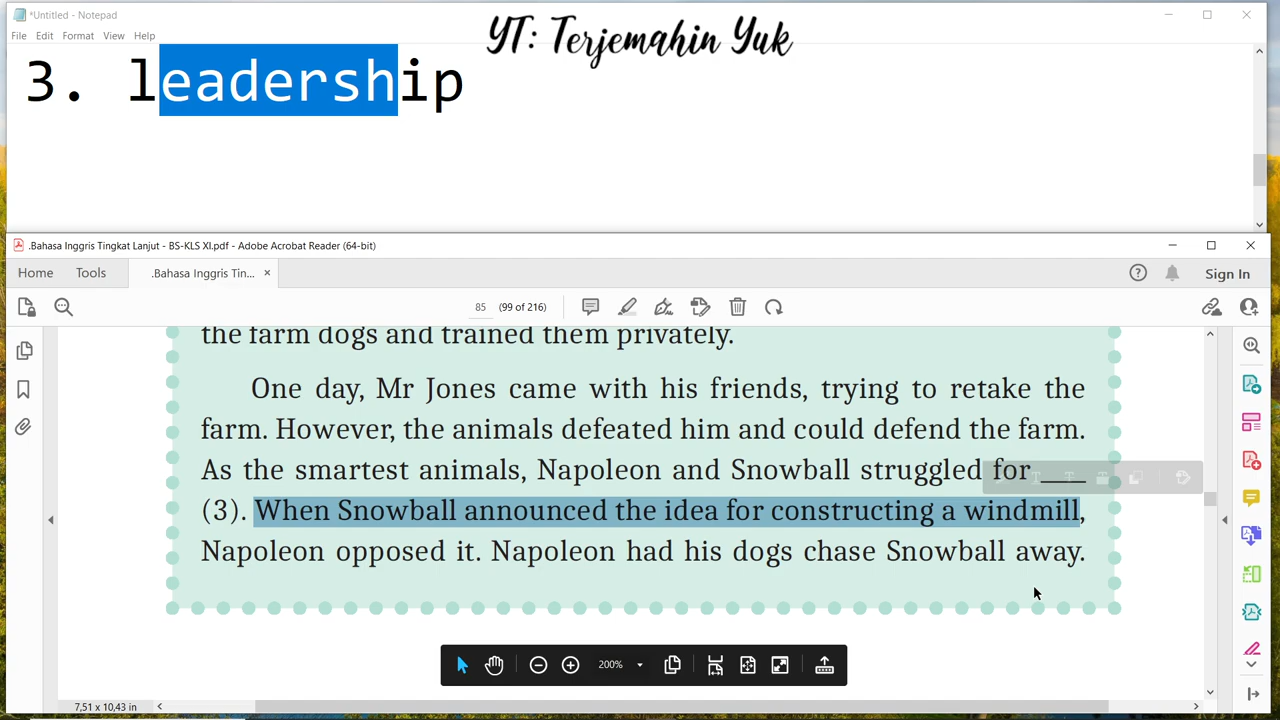 *Untitled - Notepad
YT: Terjemahin Yuk
File Edit Format View Help
3. leadership
.Bahasa Inggris Tingkat Lanjut - BS-KLS XI.pdf - Adobe Acrobat Reader (64-bit)
Home Tools .Bahasa Inggris Tin... × Sign In
85 (99 of 216)
the farm dogs and trained them privately.
One day, Mr Jones came with his friends, trying to retake the
farm. However, the animals defeated him and could defend the farm.
As the smartest animals, Napoleon and Snowball struggled for ____
(3). When Snowball announced the idea for constructing a windmill,
Napoleon opposed it. Napoleon had his dogs chase Snowball away.
200%
7,51 x 10,43 in